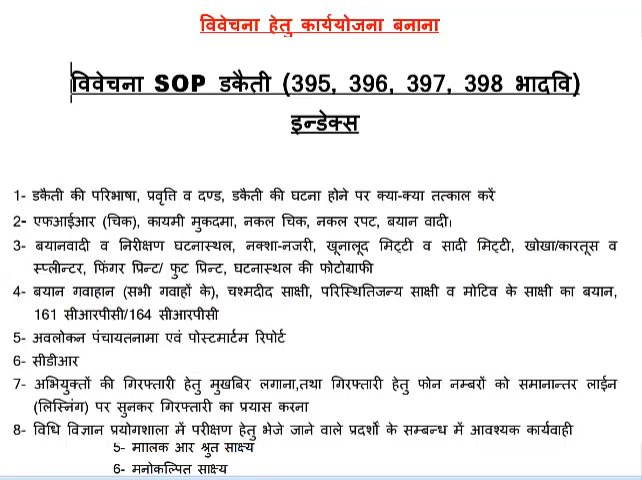 विवेचना हेतु कार्ययोजना बनाना
विवेचना SOP डकैती (395, 396, 397, 398 भादवि)
इन्डेक्स
1- डकैती की परिभाषा, प्रवृत्ति व दण्ड, डकैती की घटना होने पर क्या-क्या तत्काल करें
2- एफआईआर (चिक), कायमी मुकदमा, नकल चिक, नकल रपट, बयान वादी।
3- बयानवादी व निरीक्षण घटनास्थल, नक्शा-नजरी, खूनालूद मिट्टी व सादी मिट्टी, खोखा/कारतूस व
स्प्लीन्टर, फिंगर प्रिन्ट/ फुट प्रिन्ट, घटनास्थल की फोटोग्राफी
4- बयान गवाहान (सभी गवाहों के), चश्मदीद साक्षी, परिस्थितिजन्य साक्षी व मोटिव के साक्षी का बयान,
161 सीआरपीसी/164 सीआरपीसी
5- अवलोकन पंचायतनामा एवं पोस्टमार्टम रिपोर्ट
6- सीडीआर
7- अभियुक्तों की गिरफ्तारी हेतु मुखबिर लगाना,तथा गिरफ्तारी हेतु फोन नम्बरों को समानान्तर लाईन
(लिस्निंग) पर सुनकर गिरफ्तारी का प्रयास करना
8- विधि विज्ञान प्रयोगशाला में परीक्षण हेतु भेजे जाने वाले प्रदर्शो के सम्बन्ध में आवश्यक कार्यवाही
5- मालिक और श्रुत साक्ष्य
6- मनोकल्पित साक्ष्य